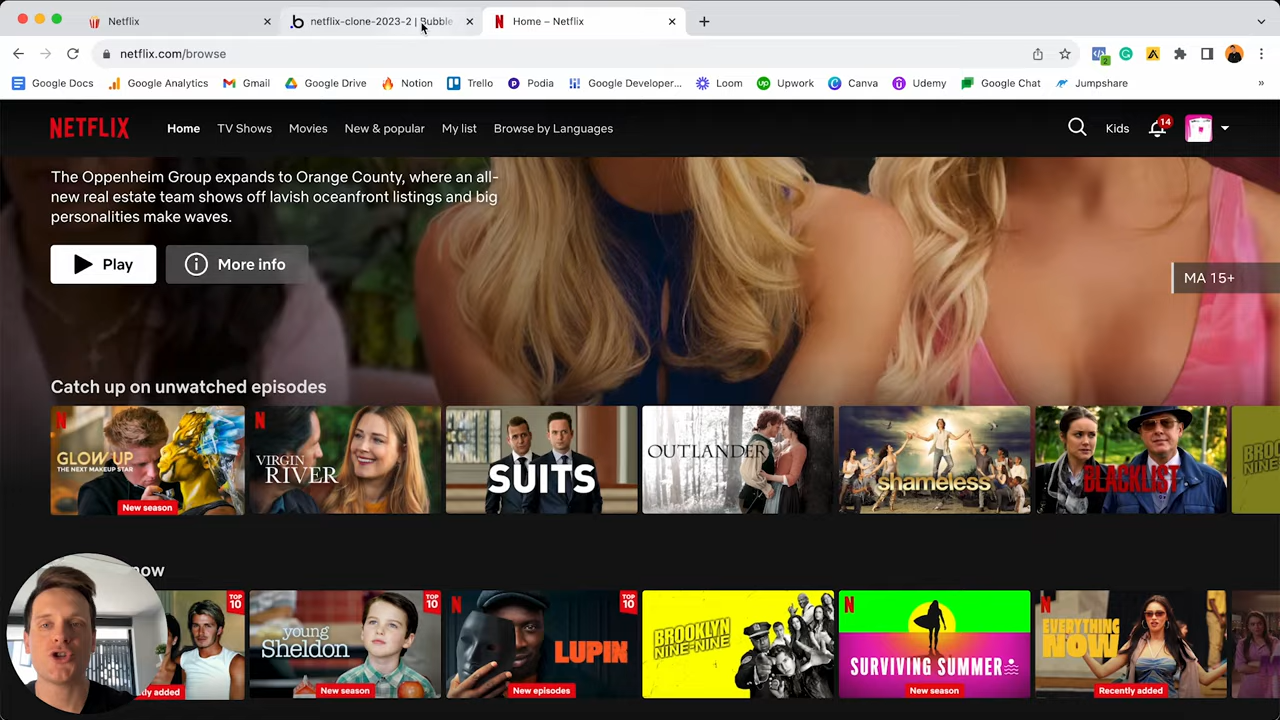 Netflix
netflix-clone-2023-2 | Bubble
Home – Netflix
netflix.com/browse
2
Google Docs
Google Analytics
Gmail
Google Drive
Notion
Trello
Podia
Google Developer...
Loom
Upwork
Canva
Udemy
Google Chat
Jumpshare
»
NETFLIX
Home
TV Shows
Movies
New & popular
My list
Browse by Languages
Kids
14
The Oppenheim Group expands to Orange County, where an all-
new real estate team shows off lavish oceanfront listings and big
personalities make waves.
Play
More info
MA 15+
Catch up on unwatched episodes
GLOW UP
THE NEXT MAKEUP STAR
New season
VIRGIN
RIVER
SUITS
OUTLANDER
shameless
BLACKLIST
now
TOP
10
young
Sheldon
New season
TOP
10
LUPIN
New episodes
TOP
10
BROOKLYN
NINE-NINE
SURVIVING SUMMER
New season
EVERYTHING
NOW
Recently added